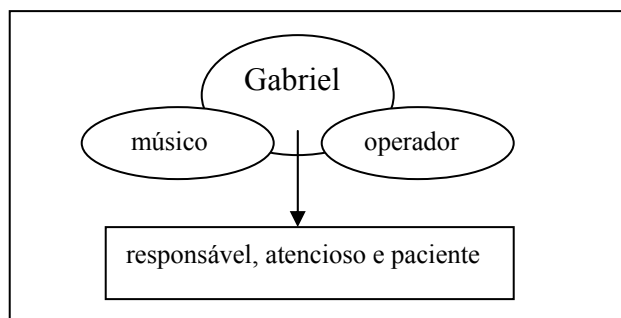 Gabriel
músico
operador
responsável, atencioso e paciente